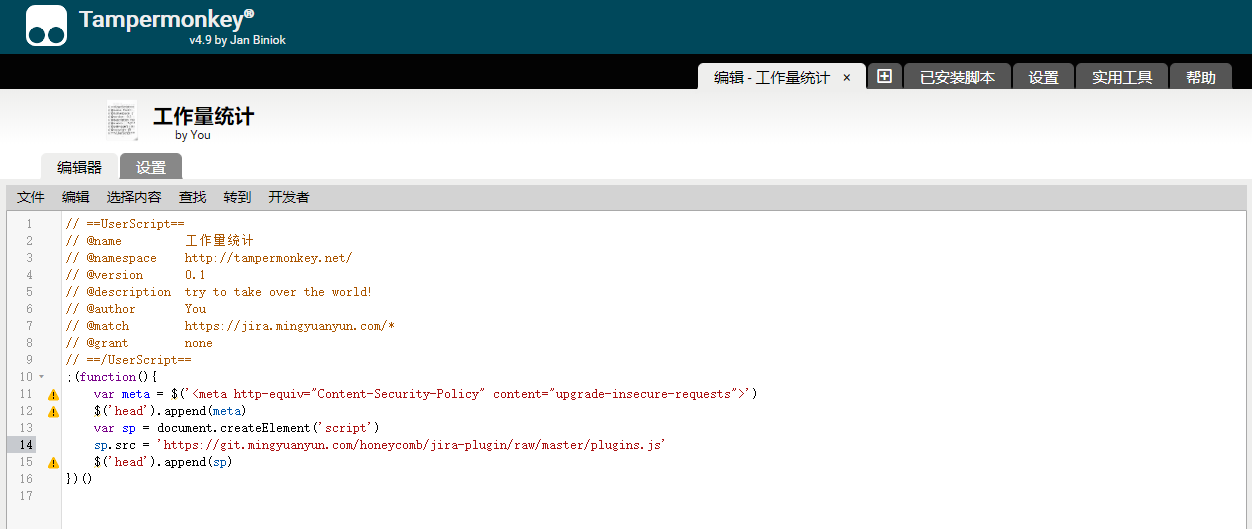 Tampermonkey®
v4.9 by Jan Biniok
编辑 - 工作量统计 ×
已安装脚本
设置
实用工具
帮助
工作量统计
by You
编辑器
设置
文件 编辑 选择内容 查找 转到 开发者
1 // ==UserScript==
2 // @name 工作量统计
3 // @namespace http://tampermonkey.net/
4 // @version 0.1
5 // @description try to take over the world!
6 // @author You
7 // @match https://jira.mingyuanyun.com/*
8 // @grant none
9 // ==/UserScript==
10 ;(function(){
11 var meta = $('<meta http-equiv="Content-Security-Policy" content="upgrade-insecure-requests">')
12 $('head').append(meta)
13 var sp = document.createElement('script')
14 sp.src = 'https://git.mingyuanyun.com/honeycomb/jira-plugin/raw/master/plugins.js'
15 $('head').append(sp)
16 })()
17